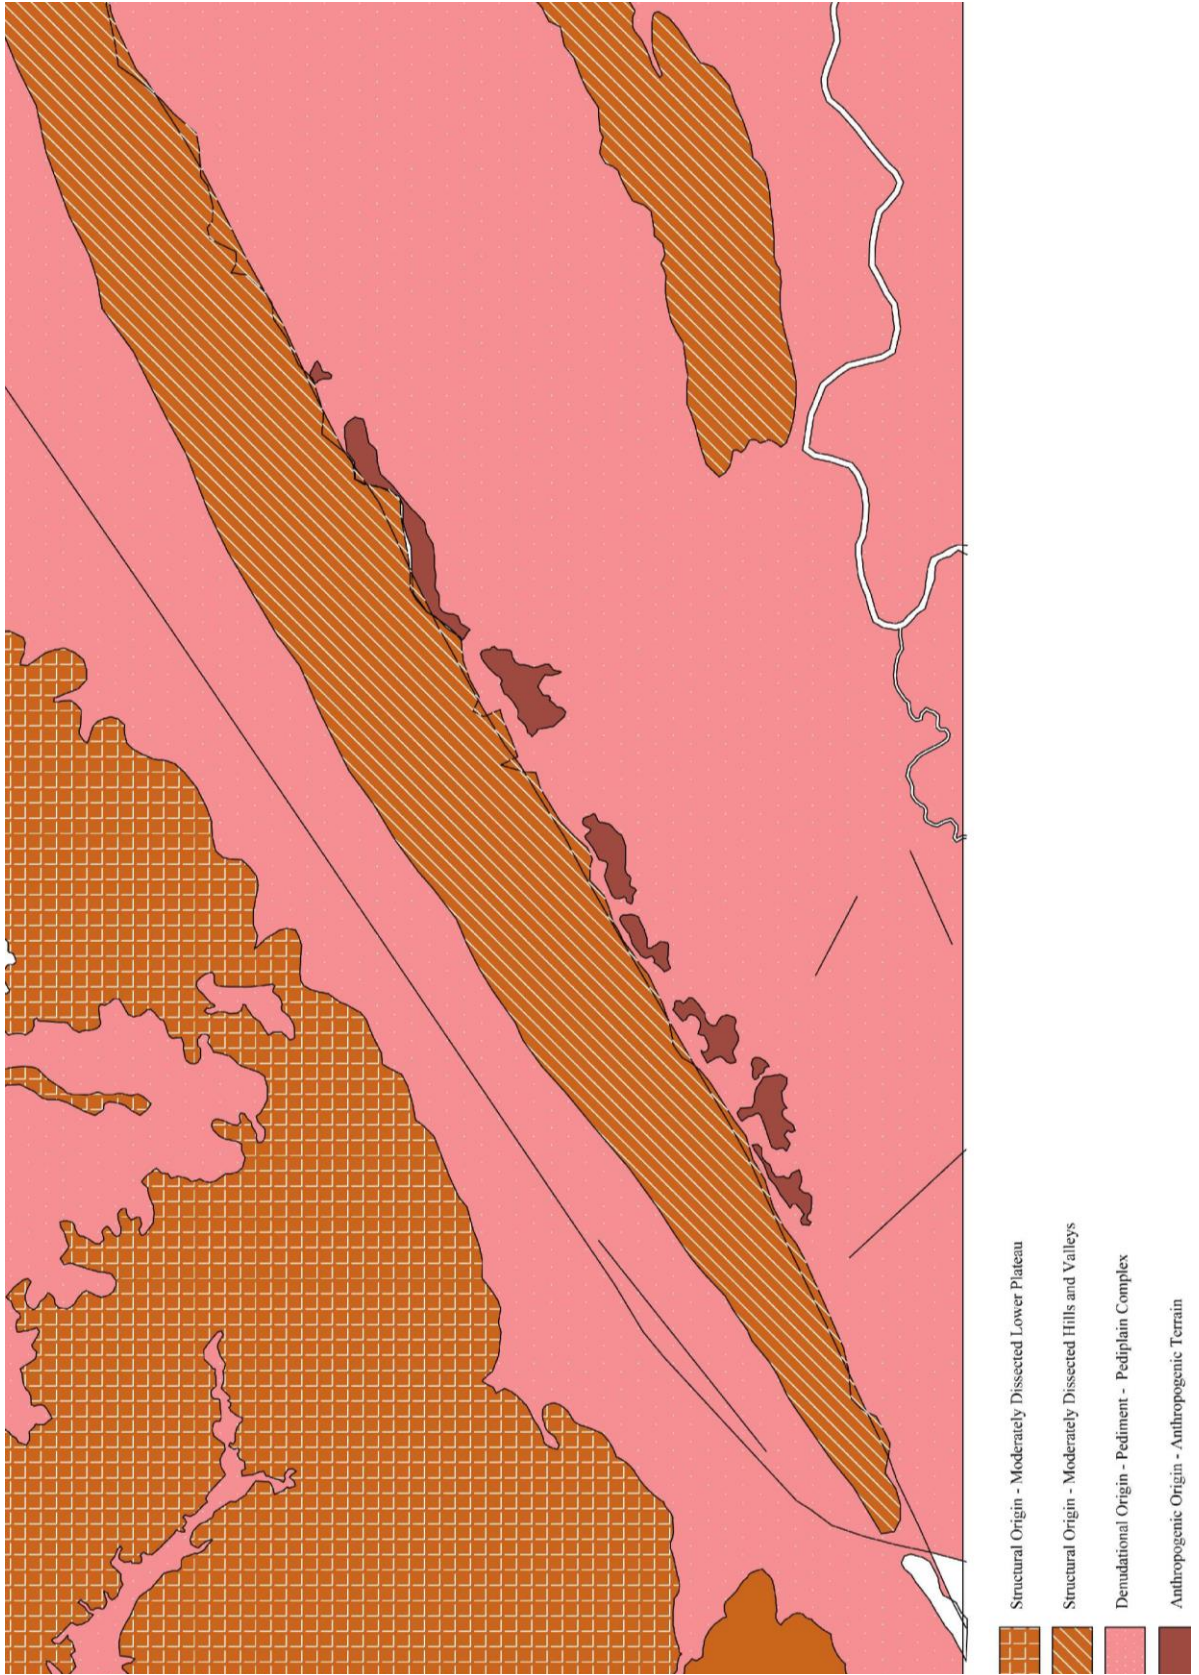 Structural Origin - Moderately Dissected Lower Plateau
Structural Origin - Moderately Dissected Hills and Valleys
Denudational Origin - Pediment - Pediplain Complex
Anthropogenic Origin - Anthropogenic Terrain